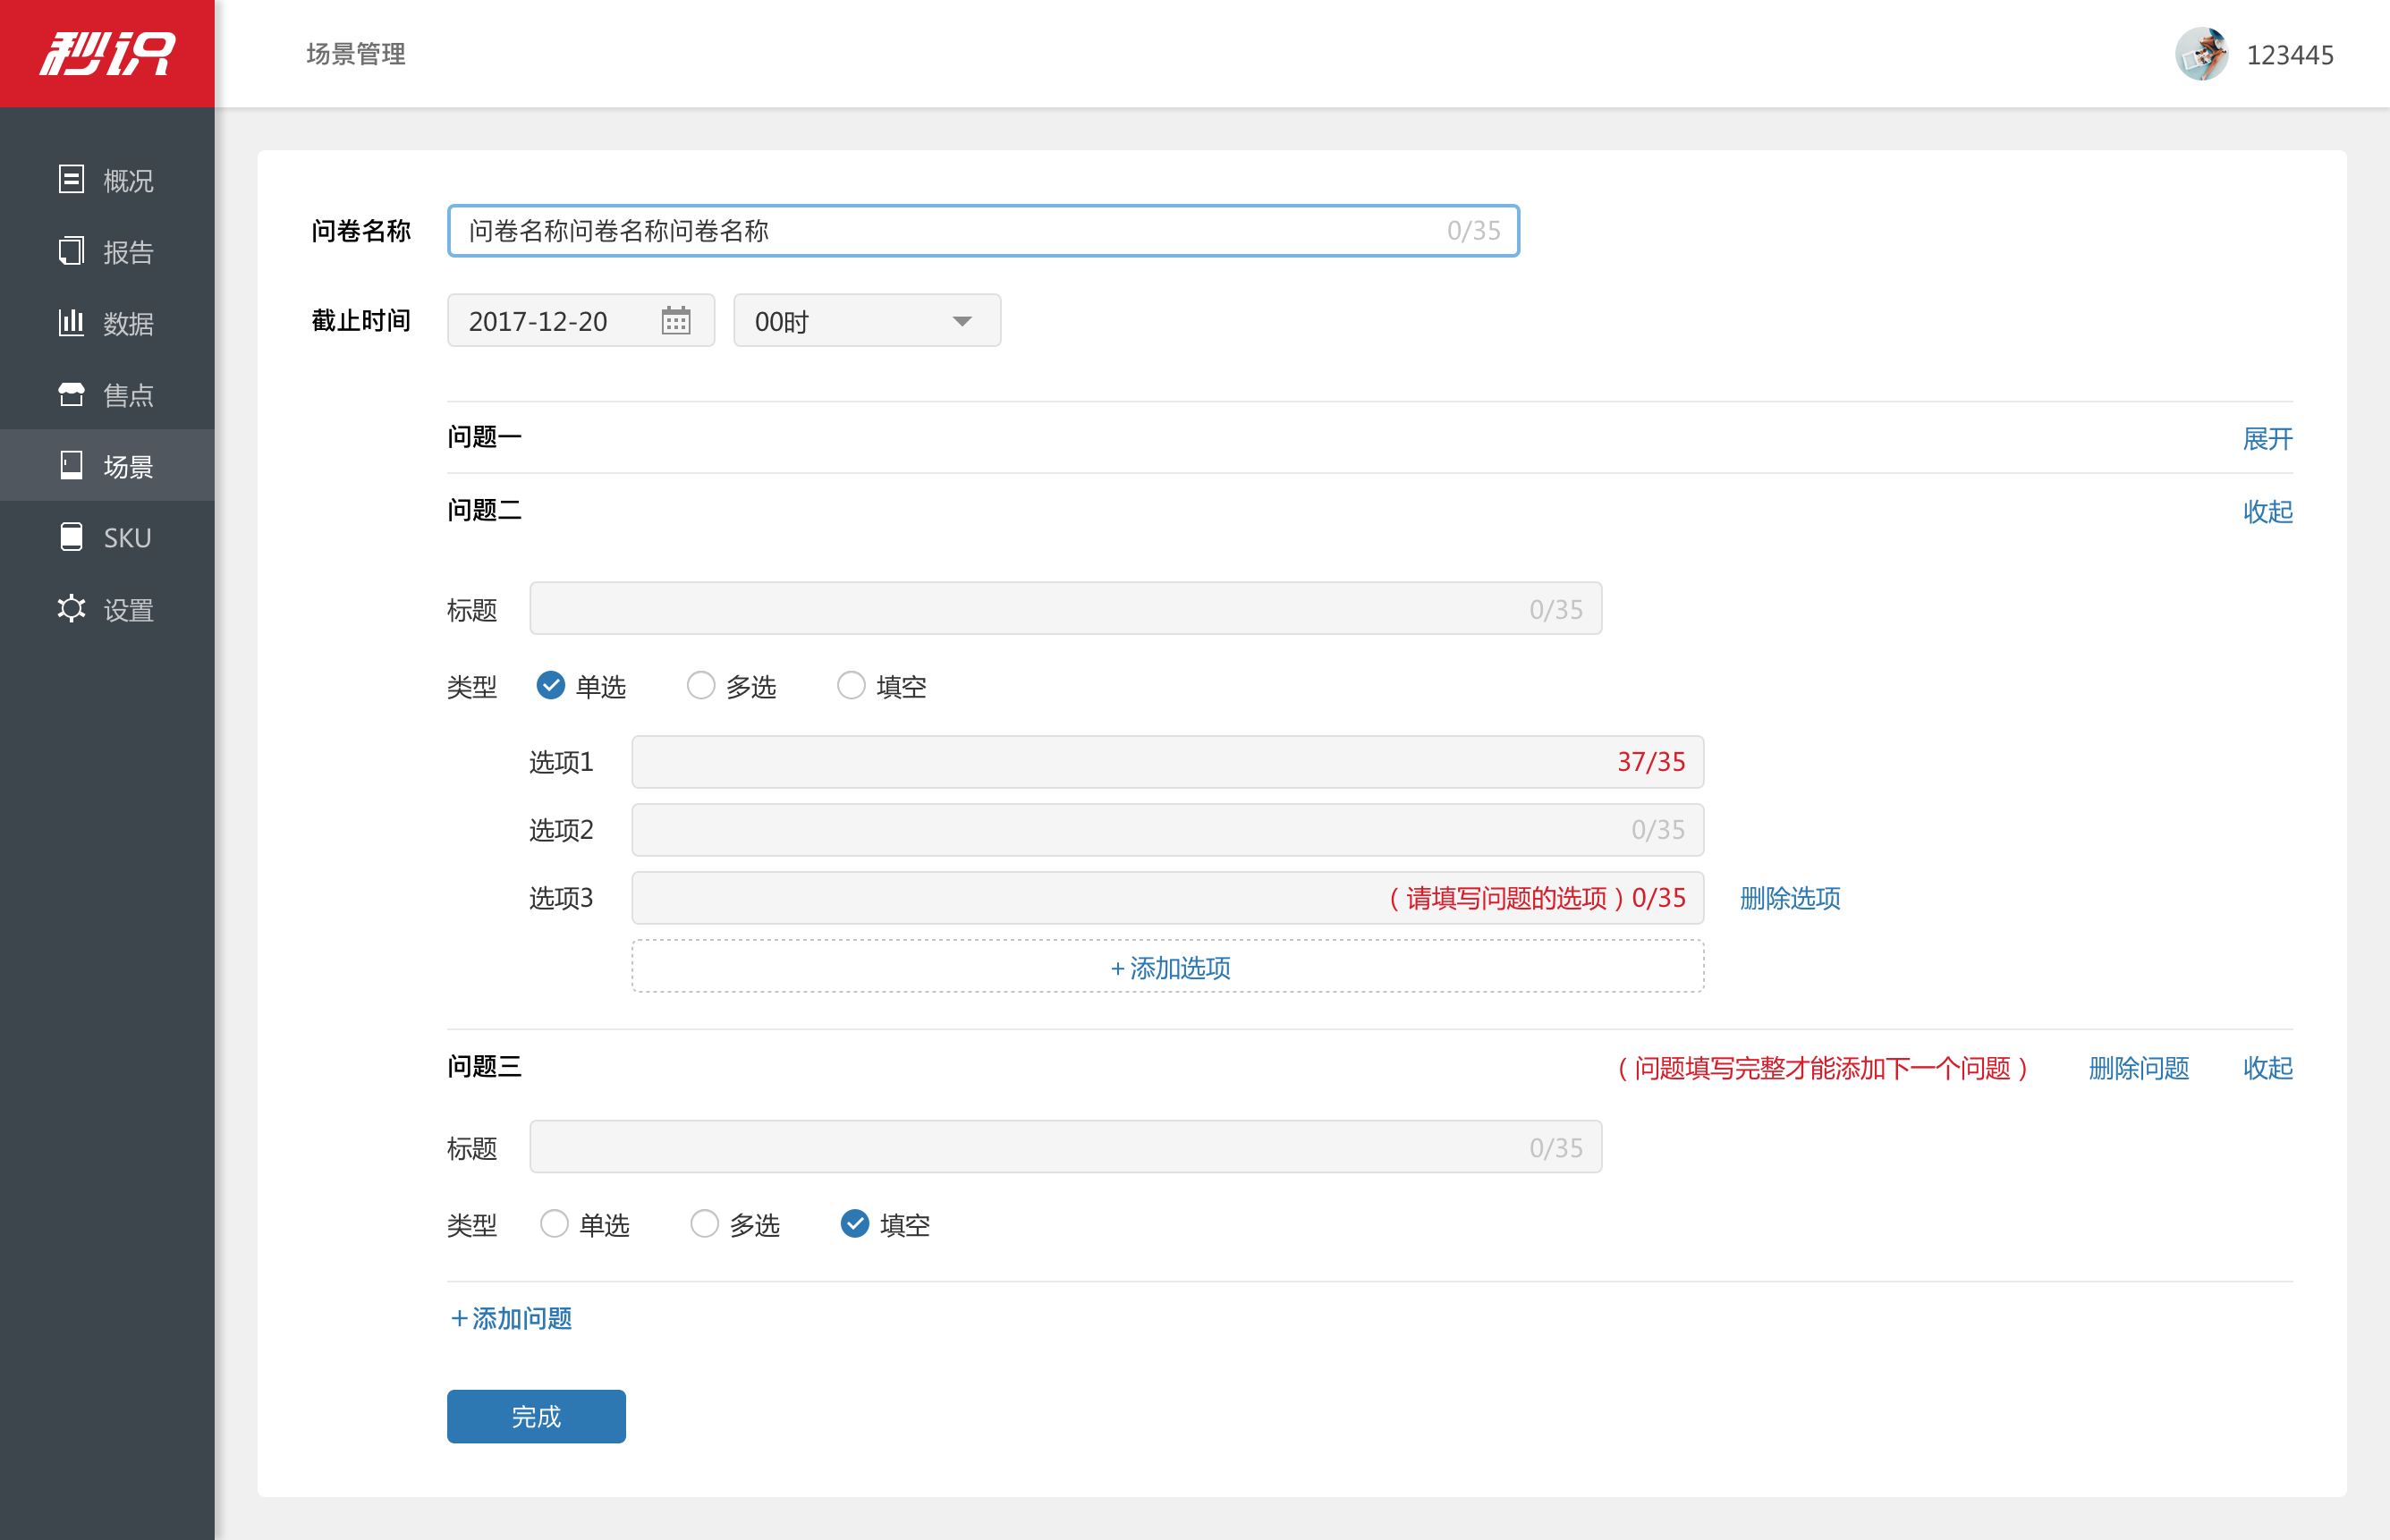 秒识
场景管理
123445
概况
报告
数据
售点
场景
SKU
设置
问卷名称 问卷名称问卷名称问卷名称 0/35
截止时间 2017-12-20 00时
问题一 展开
问题二 收起
标题 0/35
类型 单选 多选 填空
选项1 37/35
选项2 0/35
选项3 （请填写问题的选项）0/35 删除选项
+ 添加选项
问题三 （问题填写完整才能添加下一个问题） 删除问题 收起
标题 0/35
类型 单选 多选 填空
+添加问题
完成